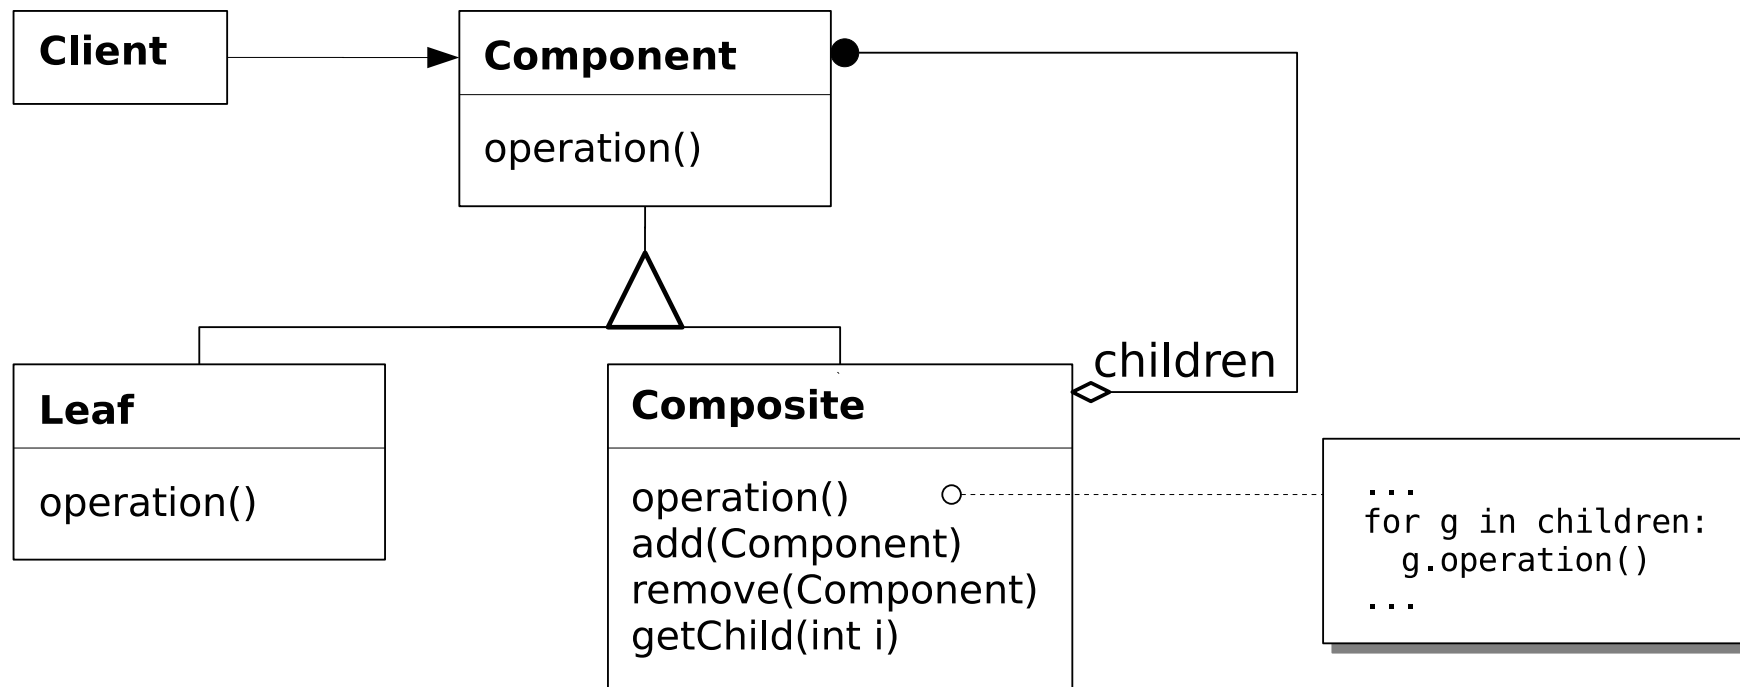 Client
Component
operation()
children
Leaf
operation()
Composite
operation()
add(Component)
remove(Component)
getChild(int i)
...
for g in children:
  g.operation()
...